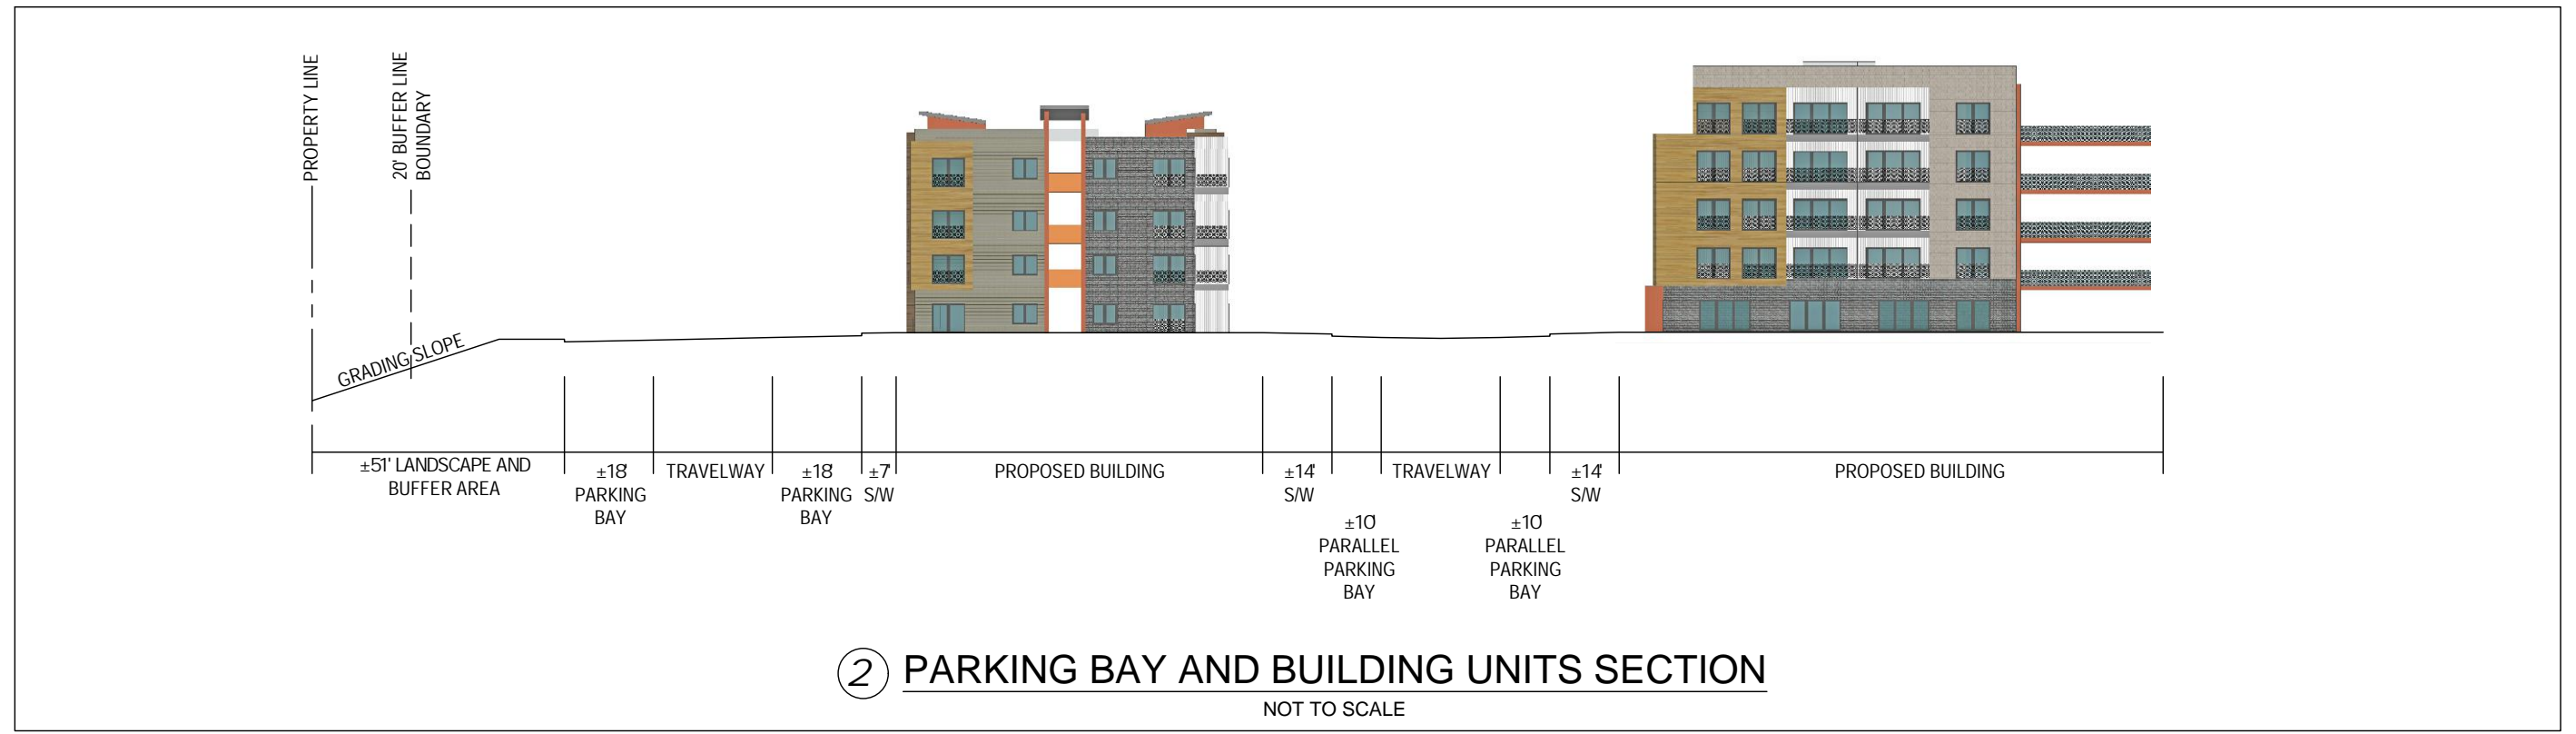 PROPERTY LINE
20' BUFFER LINE
BOUNDARY
GRADING SLOPE
±51' LANDSCAPE AND
BUFFER AREA
±18'
PARKING
BAY
TRAVELWAY
±18'
PARKING
BAY
±7'
S/W
PROPOSED BUILDING
±14'
S/W
±10'
PARALLEL
PARKING
BAY
TRAVELWAY
±10'
PARALLEL
PARKING
BAY
±14'
S/W
PROPOSED BUILDING
2 PARKING BAY AND BUILDING UNITS SECTION
NOT TO SCALE